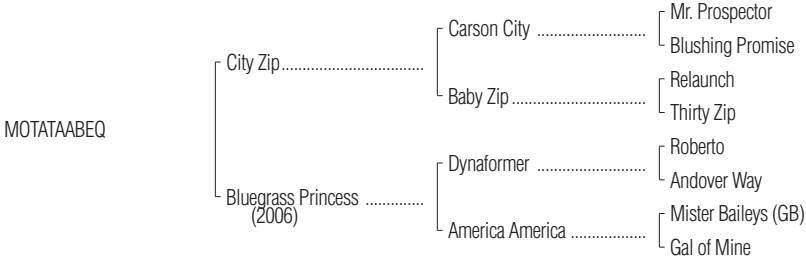 Mr. Prospector
Carson City ..........................
Blushing Promise
City Zip..................................
Relaunch
Baby Zip ................................
Thirty Zip
MOTATAABEQ
Roberto
Dynaformer ..........................
Andover Way
Bluegrass Princess ..............
(2006)
Mister Baileys (GB)
America America ..................
Gal of Mine